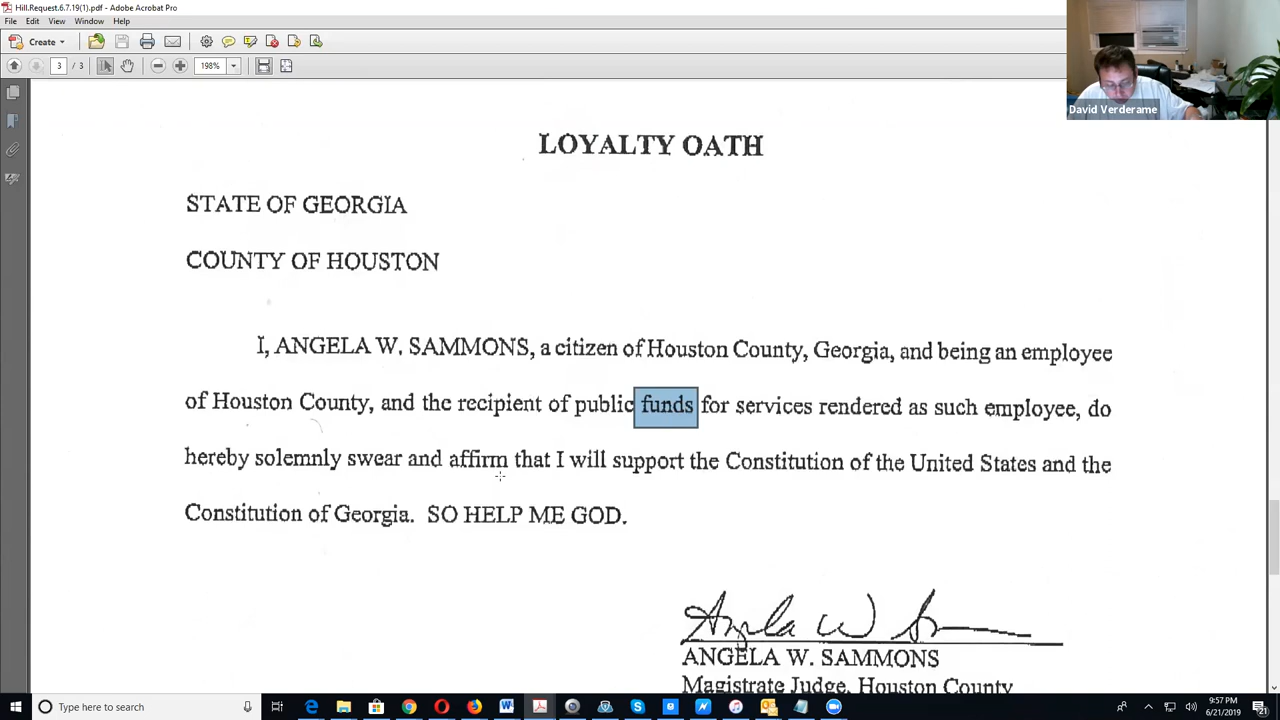 Hill.Request.6.7.19(1).pdf - Adobe Acrobat Pro
File Edit View Window Help
Create
3 / 3 198%
David Verderame
LOYALTY OATH
STATE OF GEORGIA
COUNTY OF HOUSTON
I, ANGELA W. SAMMONS, a citizen of Houston County, Georgia, and being an employee
of Houston County, and the recipient of public funds for services rendered as such employee, do
hereby solemnly swear and affirm that I will support the Constitution of the United States and the
Constitution of Georgia. SO HELP ME GOD.
Angela W S
ANGELA W. SAMMONS
Magistrate Judge, Houston County
Type here to search
9:57 PM
6/21/2019
21